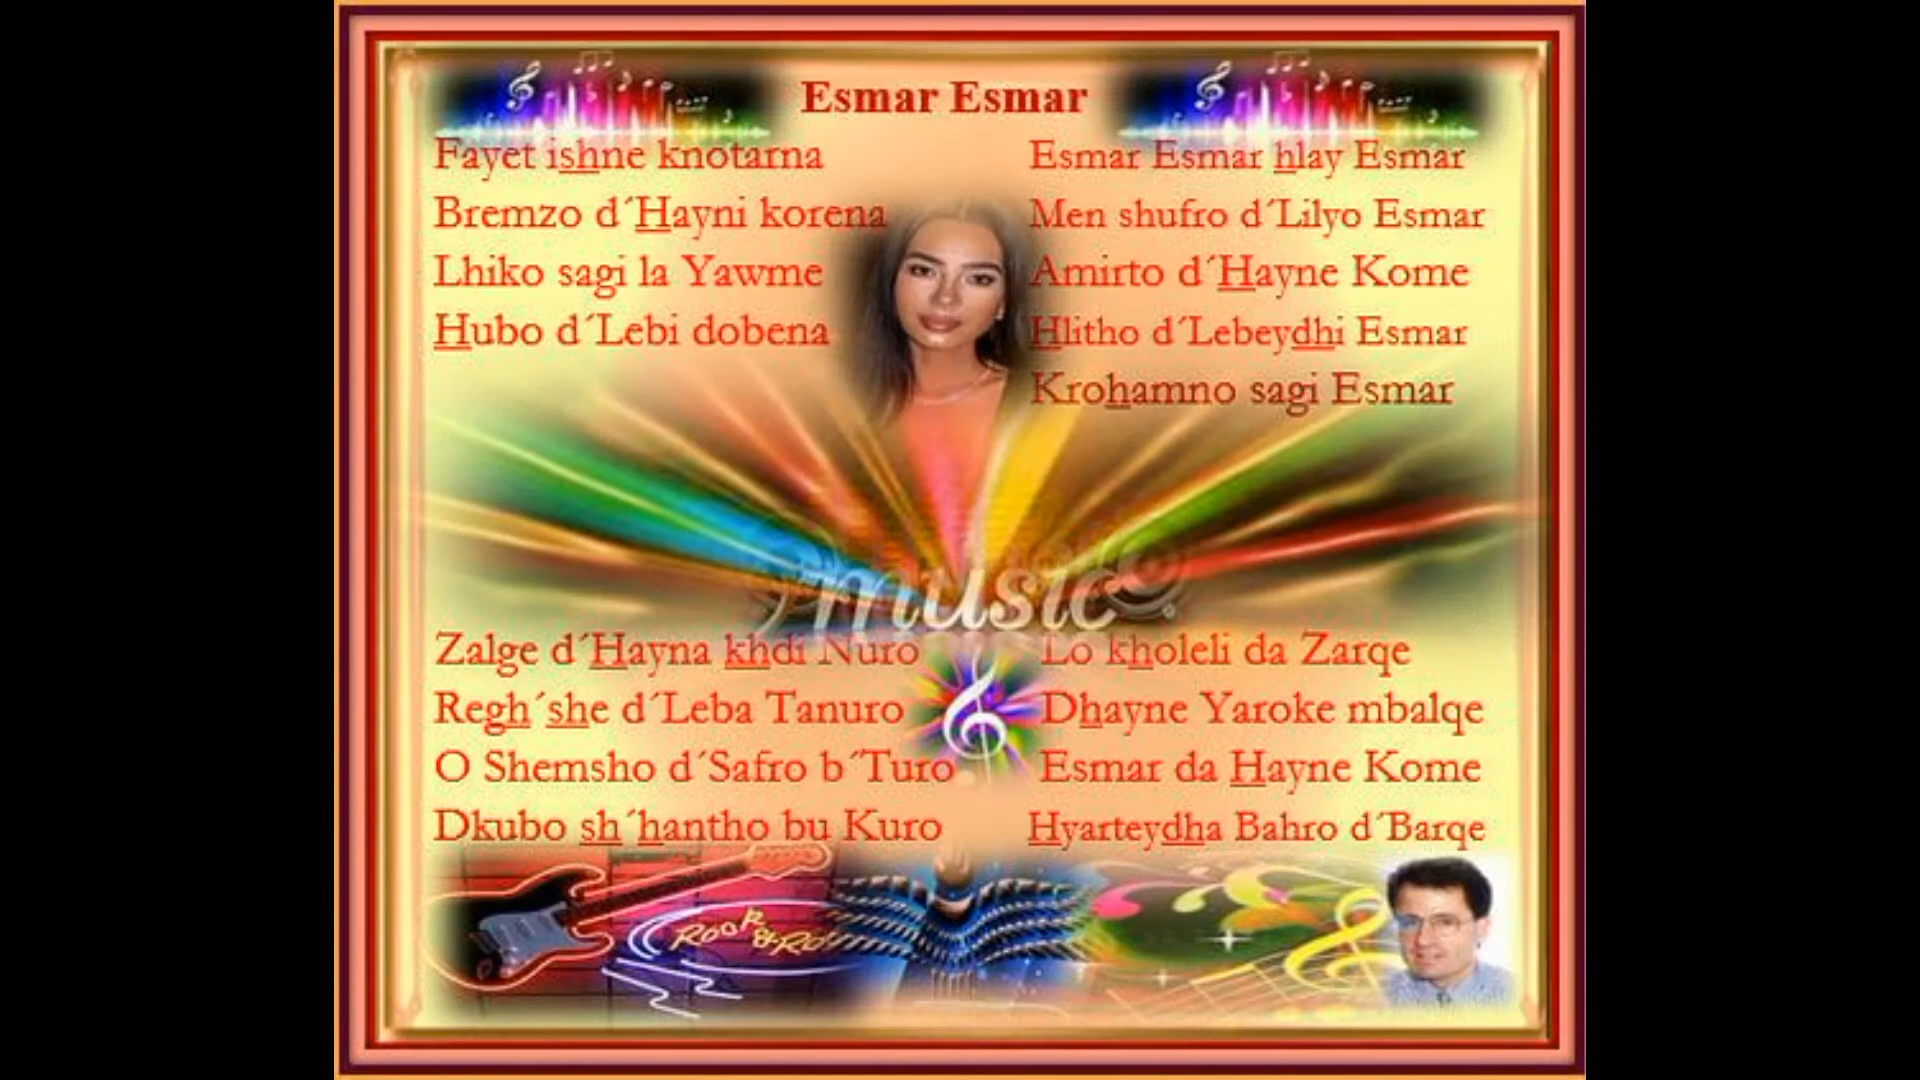 Esmar Esmar
Fayet ishne knotarna
Bremzo d´Hayni korena
Lhiko sagi la Yawme
Hubo d´Lebi dobena
Esmar Esmar hlay Esmar
Men shufro d´Lilyo Esmar
Amirto d´Hayne Kome
Hlitho d´Lebeydhi Esmar
Krohamno sagi Esmar
music
Zalge d´Hayna khdi Nuro
Regh´she d´Leba Tanuro
O Shemsho d´Safro b´Turo
Dkubo sh´hantho bu Kuro
Lo kholeli da Zarqe
Dhayne Yaroke mbalqe
Esmar da Hayne Kome
Hyarteydha Bahro d´Barqe
Rock
& Roll